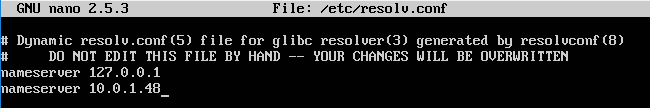 GNU nano 2.5.3 File: /etc/resolv.conf
# Dynamic resolv.conf(5) file for glibc resolver(3) generated by resolvconf(8)
# DO NOT EDIT THIS FILE BY HAND -- YOUR CHANGES WILL BE OVERWRITTEN
nameserver 127.0.0.1
nameserver 10.0.1.48_